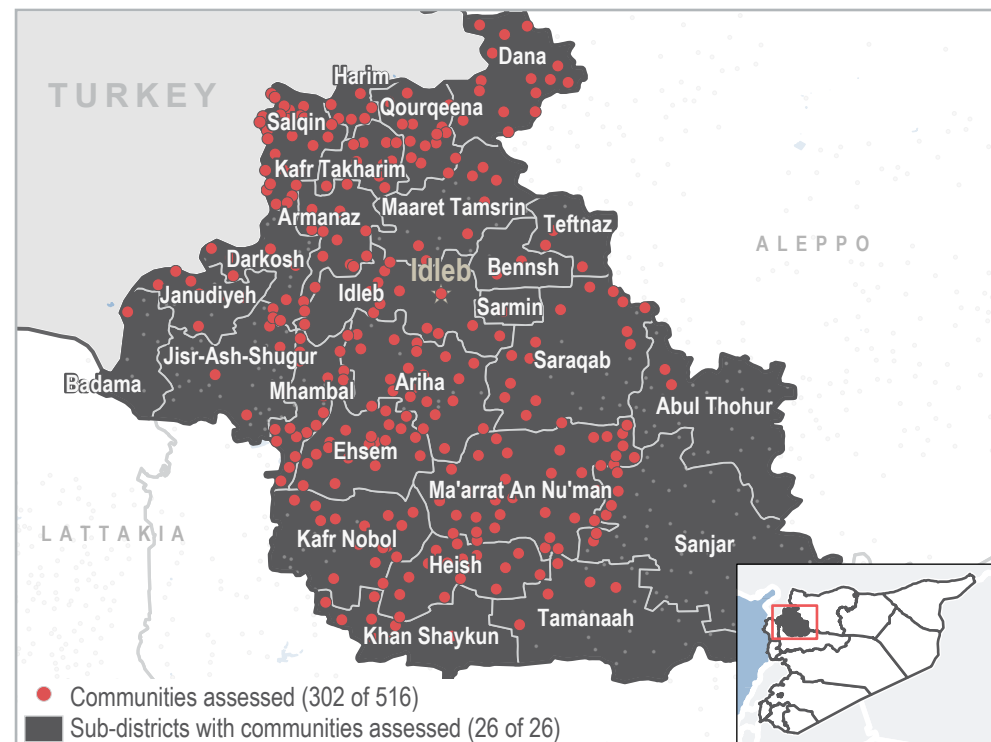 Dana
Harim
TURKEY
Qourqeena
Salqin
Kafr Takharim
Maaret Tamsrin
Armanaz
Teftnaz
ALEPPO
Darkosh
Bennsh
Idleb
Janudiyeh
Idleb
Sarmin
Jisr-Ash-Shugur
Saraqab
Badama
Mhambal
Ariha
Abul Thohur
Ehsem
Ma'arrat An Nu'man
LATTAKIA
Kafr Nobol
Sanjar
Heish
Tamanaah
Khan Shaykun
Communities assessed (302 of 516)
Sub-districts with communities assessed (26 of 26)